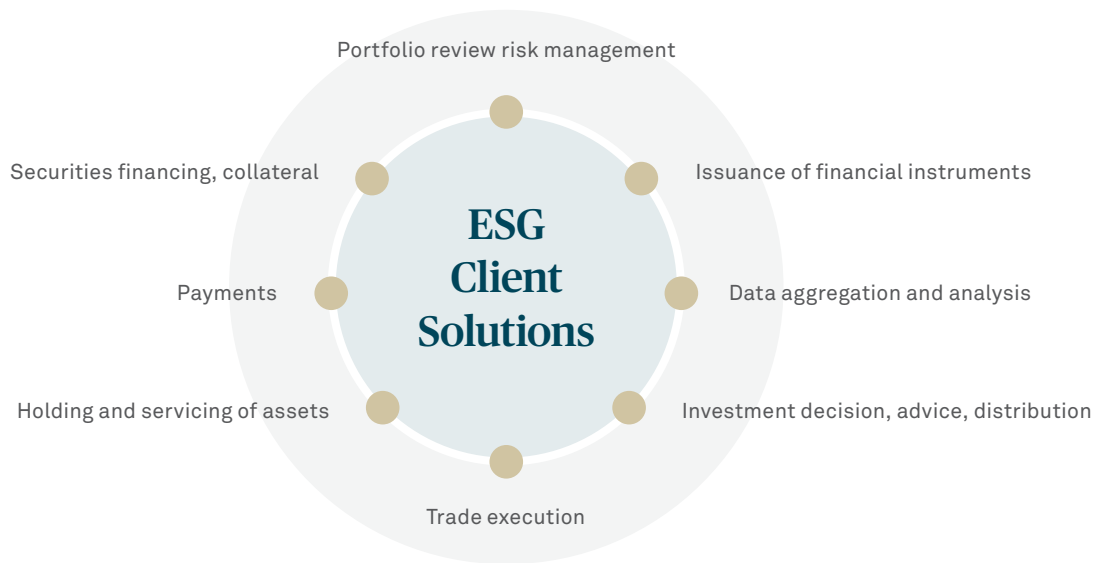 Portfolio review risk management
Securities financing, collateral
Issuance of financial instruments
ESG
Client
Solutions
Payments
Data aggregation and analysis
Holding and servicing of assets
Investment decision, advice, distribution
Trade execution